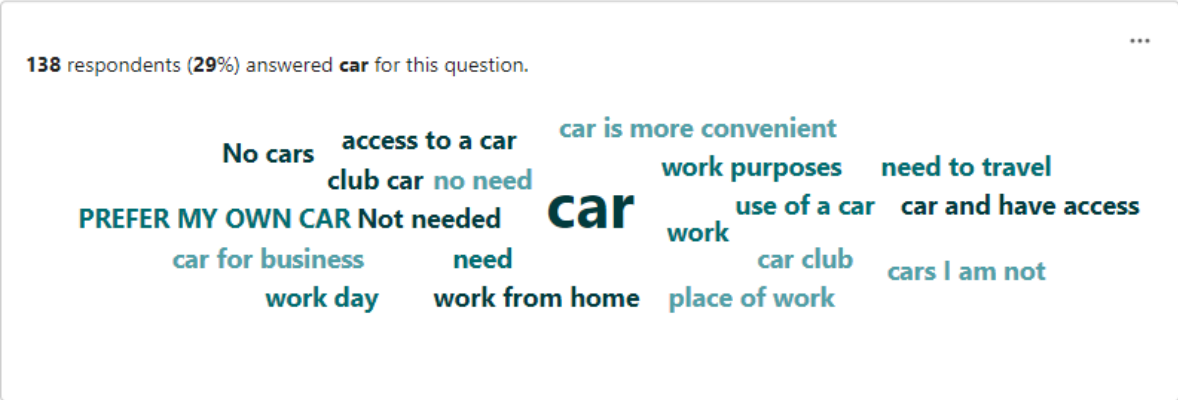 138 respondents (29%) answered car for this question.
car is more convenient
No cars
access to a car
work purposes
need to travel
club car
no need
car
use of a car
car and have access
PREFER MY OWN CAR
Not needed
work
car for business
need
car club
cars I am not
work day
work from home
place of work